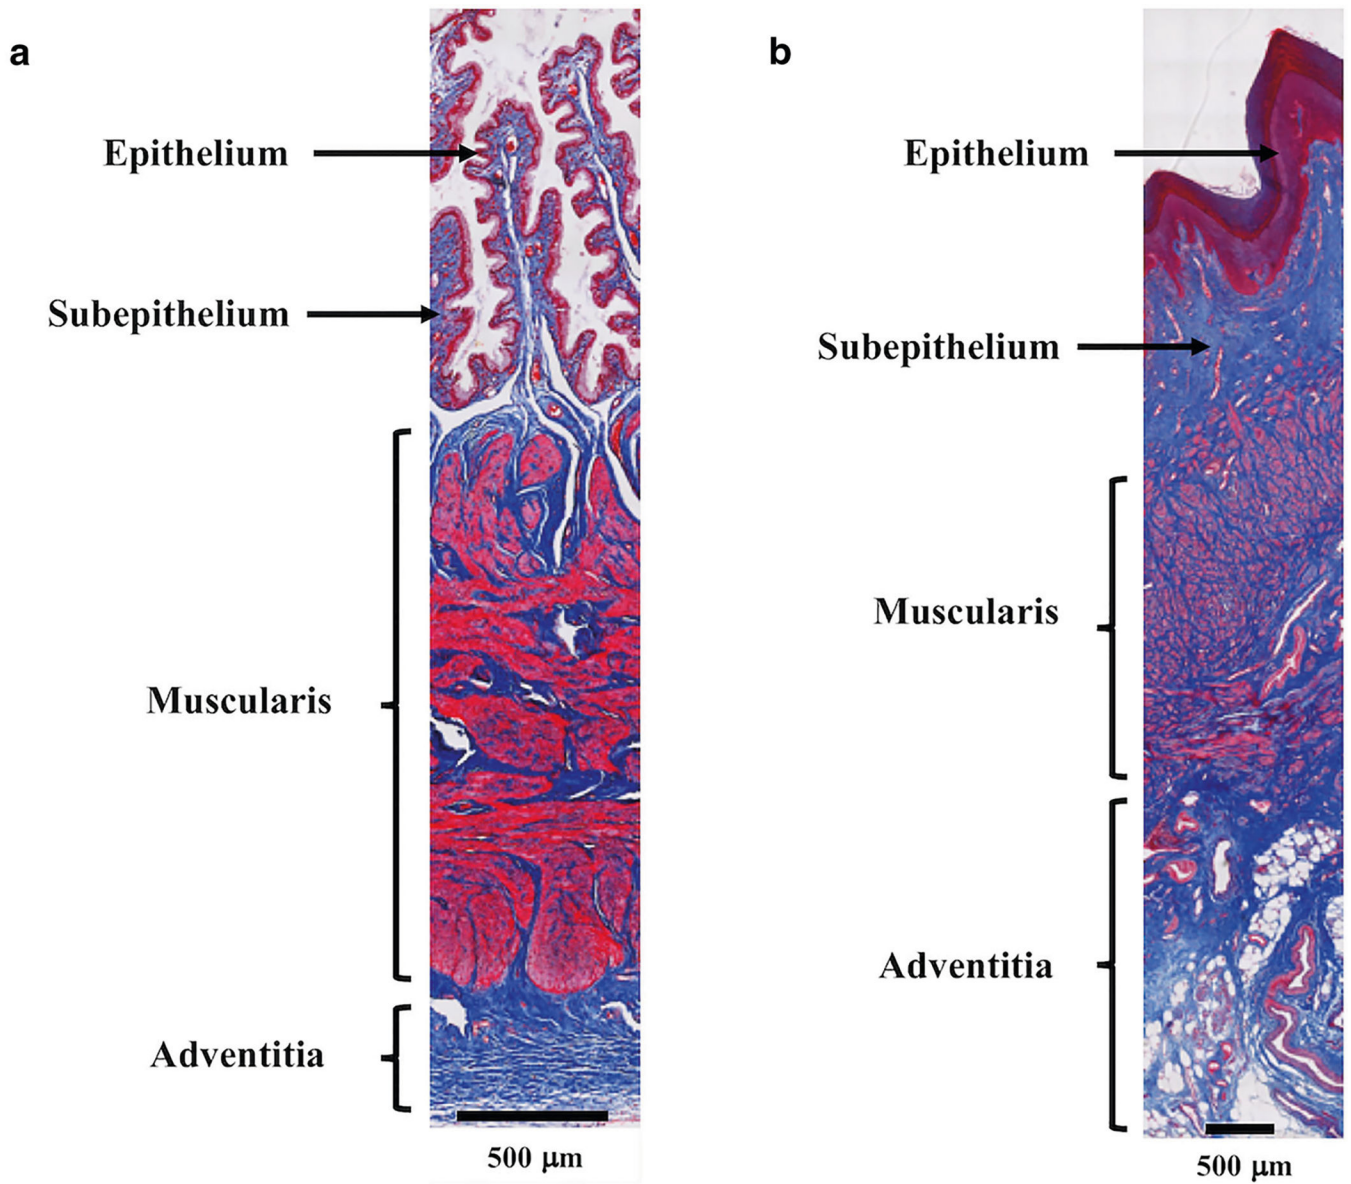 a
Epithelium
Subepithelium
Muscularis
Adventitia
500 μm
b
Epithelium
Subepithelium
Muscularis
Adventitia
500 μm